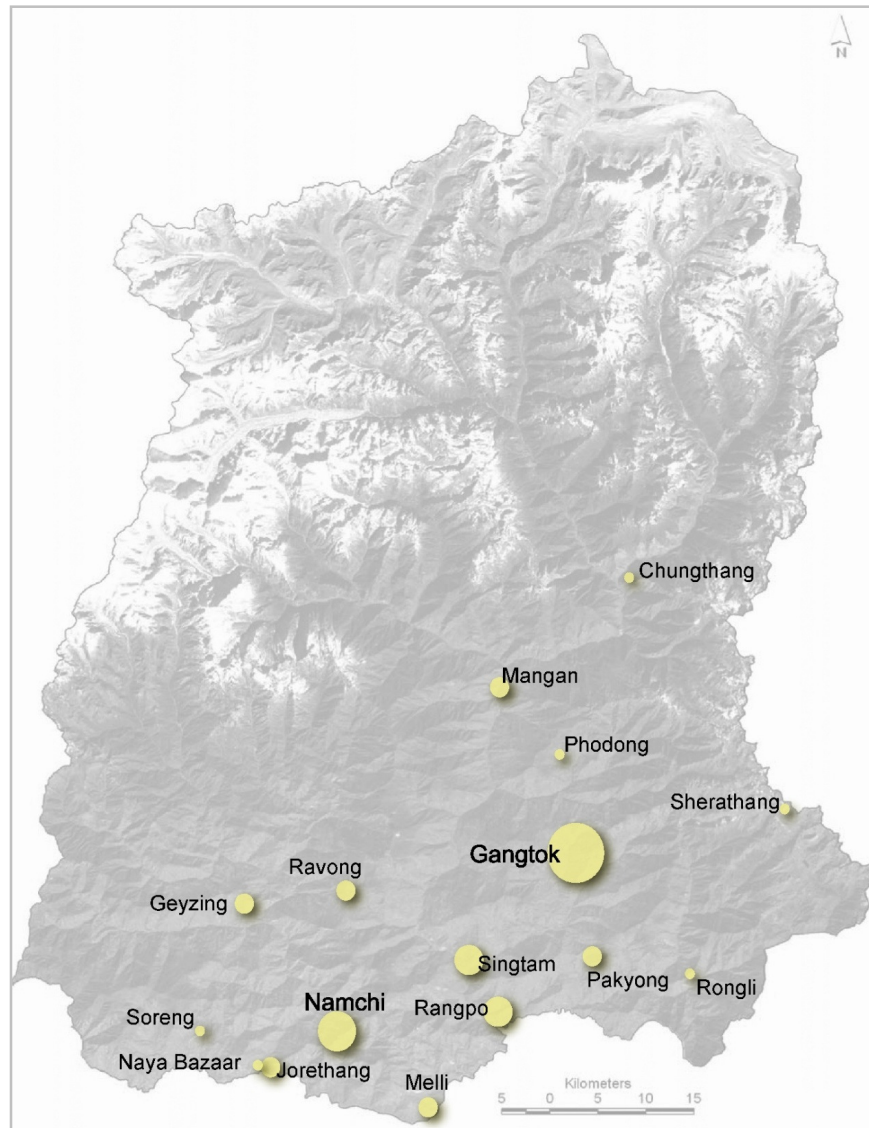 N
Chungthang
Mangan
Phodong
Sherathang
Gangtok
Ravong
Geyzing
Singtam
Pakyong
Rongli
Namchi
Rangpo
Soreng
Naya Bazaar
Jorethang
Melli
Kilometers
5 0 5 10 15